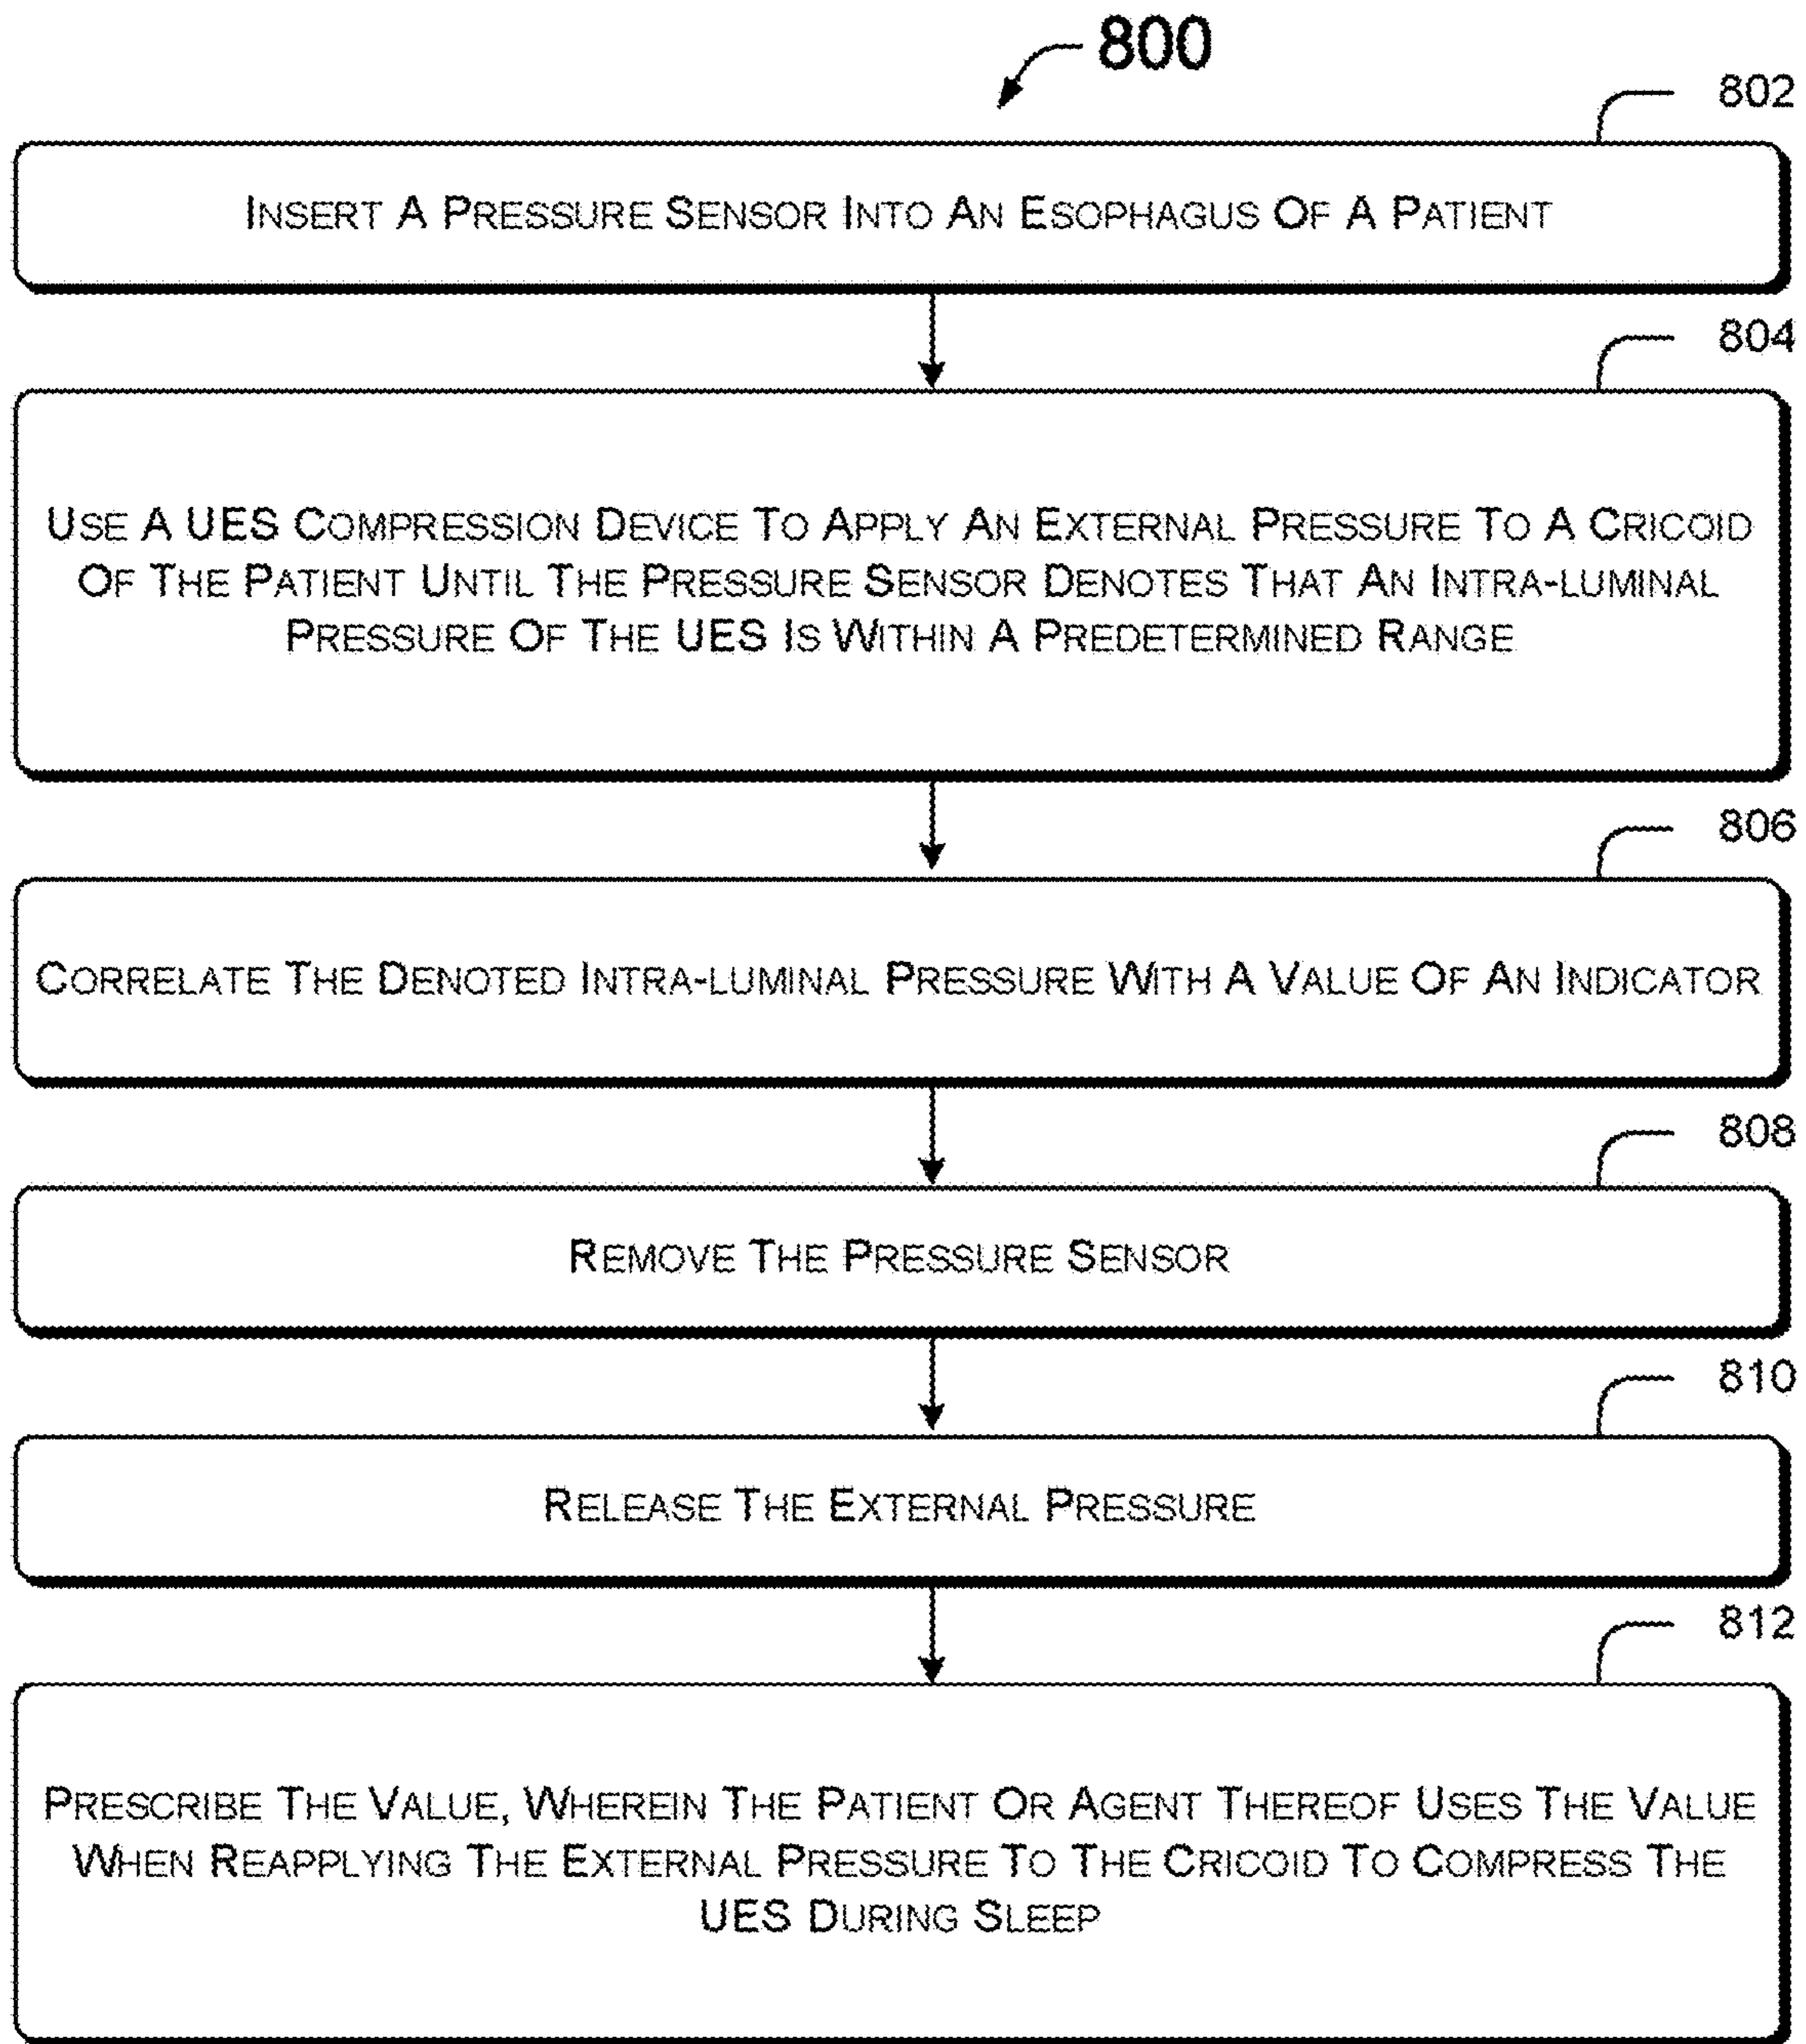 800
802
INSERT A PRESSURE SENSOR INTO AN ESOPHAGUS OF A PATIENT
804
USE A UES COMPRESSION DEVICE TO APPLY AN EXTERNAL PRESSURE TO A CRICOID
OF THE PATIENT UNTIL THE PRESSURE SENSOR DENOTES THAT AN INTRA-LUMINAL
PRESSURE OF THE UES IS WITHIN A PREDETERMINED RANGE
806
CORRELATE THE DENOTED INTRA-LUMINAL PRESSURE WITH A VALUE OF AN INDICATOR
808
REMOVE THE PRESSURE SENSOR
810
RELEASE THE EXTERNAL PRESSURE
812
PRESCRIBE THE VALUE, WHEREIN THE PATIENT OR AGENT THEREOF USES THE VALUE
WHEN REAPPLYING THE EXTERNAL PRESSURE TO THE CRICOID TO COMPRESS THE
UES DURING SLEEP